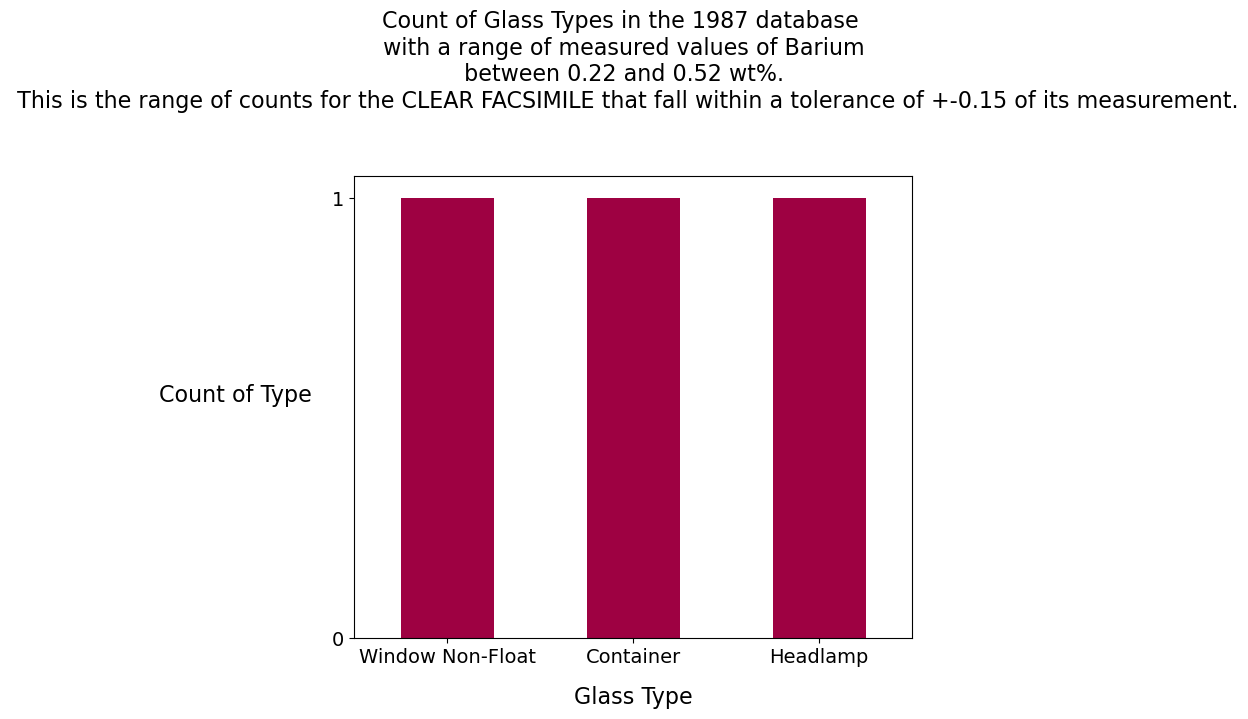 Count of Glass Types in the 1987 database
with a range of measured values of Barium
between 0.22 and 0.52 wt%.
This is the range of counts for the CLEAR FACSIMILE that fall within a tolerance of +-0.15 of its measurement.
1
Count of Type
0
Window Non-Float Container Headlamp
Glass Type